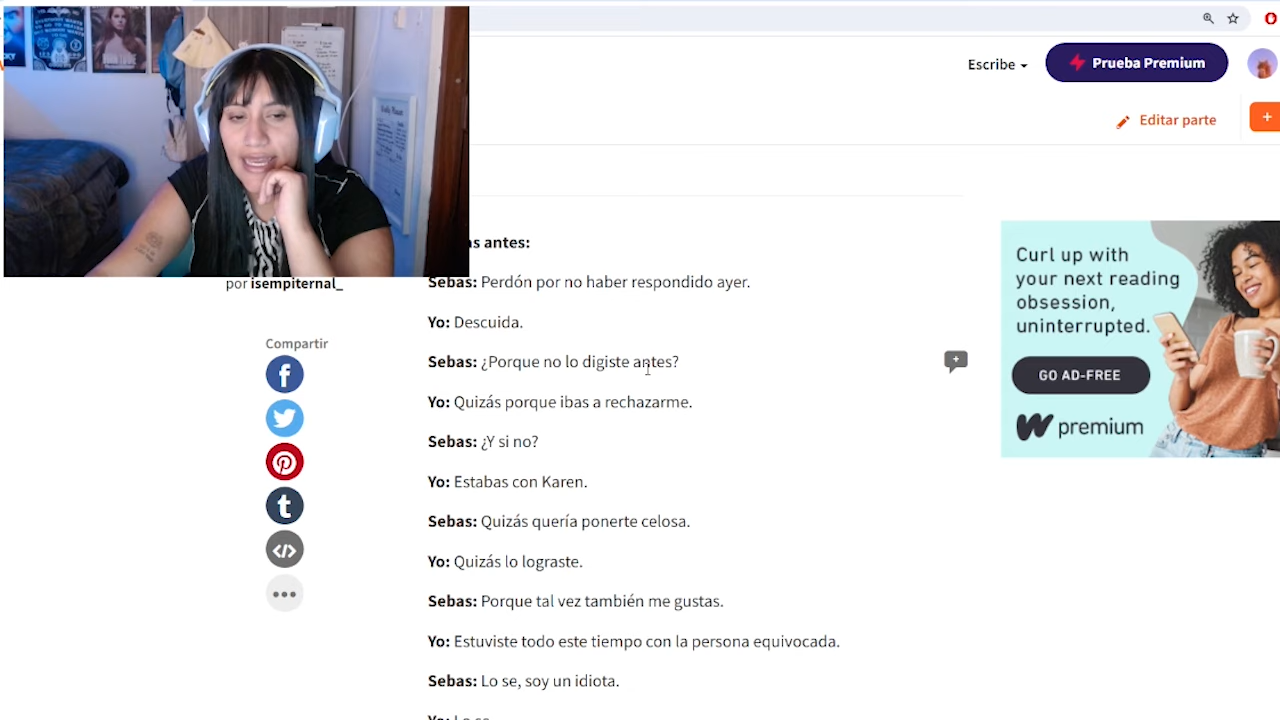 Escribe
Prueba Premium
Editar parte
+
s antes:
Sebas: Perdón por no haber respondido ayer.
por isempiternal_
Yo: Descuida.
Compartir
Sebas: ¿Porque no lo digiste antes?
Yo: Quizás porque ibas a rechazarme.
Sebas: ¿Y si no?
Yo: Estabas con Karen.
Sebas: Quizás quería ponerte celosa.
Yo: Quizás lo lograste.
Sebas: Porque tal vez también me gustas.
Yo: Estuviste todo este tiempo con la persona equivocada.
Sebas: Lo se, soy un idiota.
Yo: Lo se.
Curl up with
your next reading
obsession,
uninterrupted.
GO AD-FREE
premium